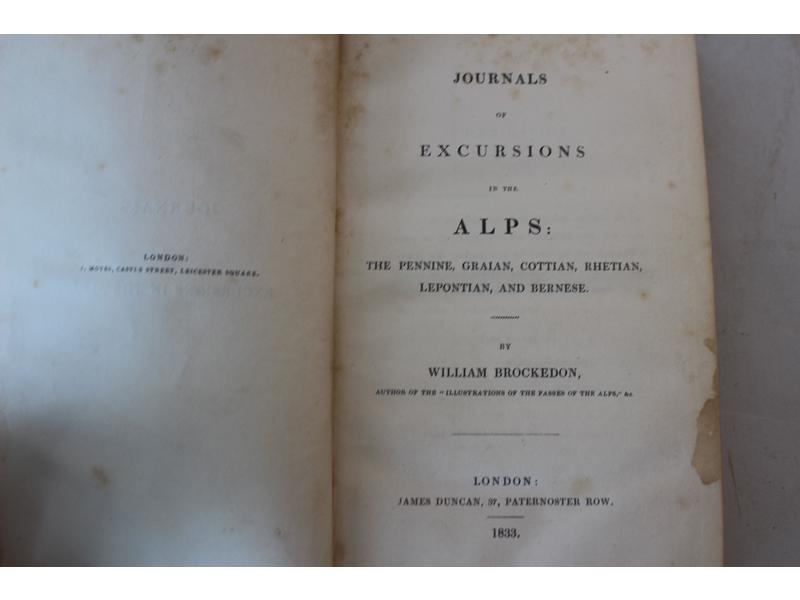 LONDON:
J. MOYES, CASTLE STREET, LEICESTER SQUARE.
JOURNALS
OF
EXCURSIONS
IN THE
ALPS:
THE PENNINE, GRAIAN, COTTIAN, RHETIAN,
LEPONTIAN, AND BERNESE.
BY
WILLIAM BROCKEDON,
AUTHOR OF THE "ILLUSTRATIONS OF THE PASSES OF THE ALPS," &c.
LONDON:
JAMES DUNCAN, 37, PATERNOSTER ROW.
1833.